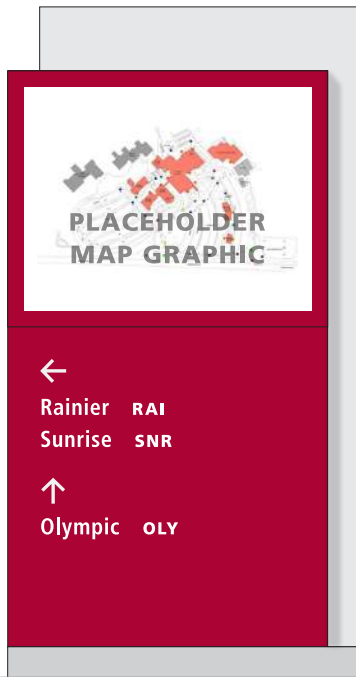 PLACEHOLDER
MAP GRAPHIC
←
Rainier RAI
Sunrise SNR
↑
Olympic OLY